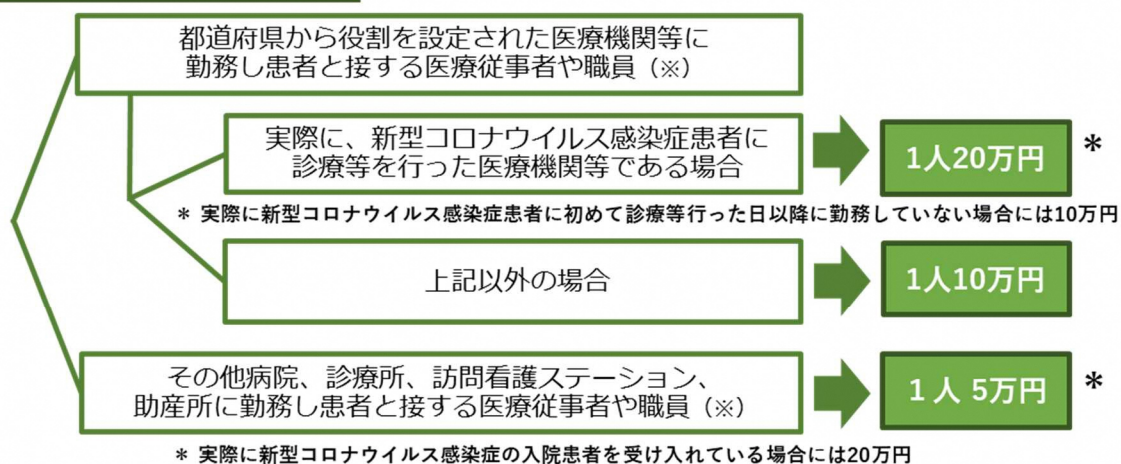 都道府県から役割を設定された医療機関等に
勤務し患者と接する医療従事者や職員（※）
実際に、新型コロナウイルス感染症患者に
診療等を行った医療機関等である場合
1人20万円 *
* 実際に新型コロナウイルス感染症患者に初めて診療等行った日以降に勤務していない場合には10万円
上記以外の場合
1人10万円
その他病院、診療所、訪問看護ステーション、
助産所に勤務し患者と接する医療従事者や職員（※）
1人 5万円 *
* 実際に新型コロナウイルス感染症の入院患者を受け入れている場合には20万円